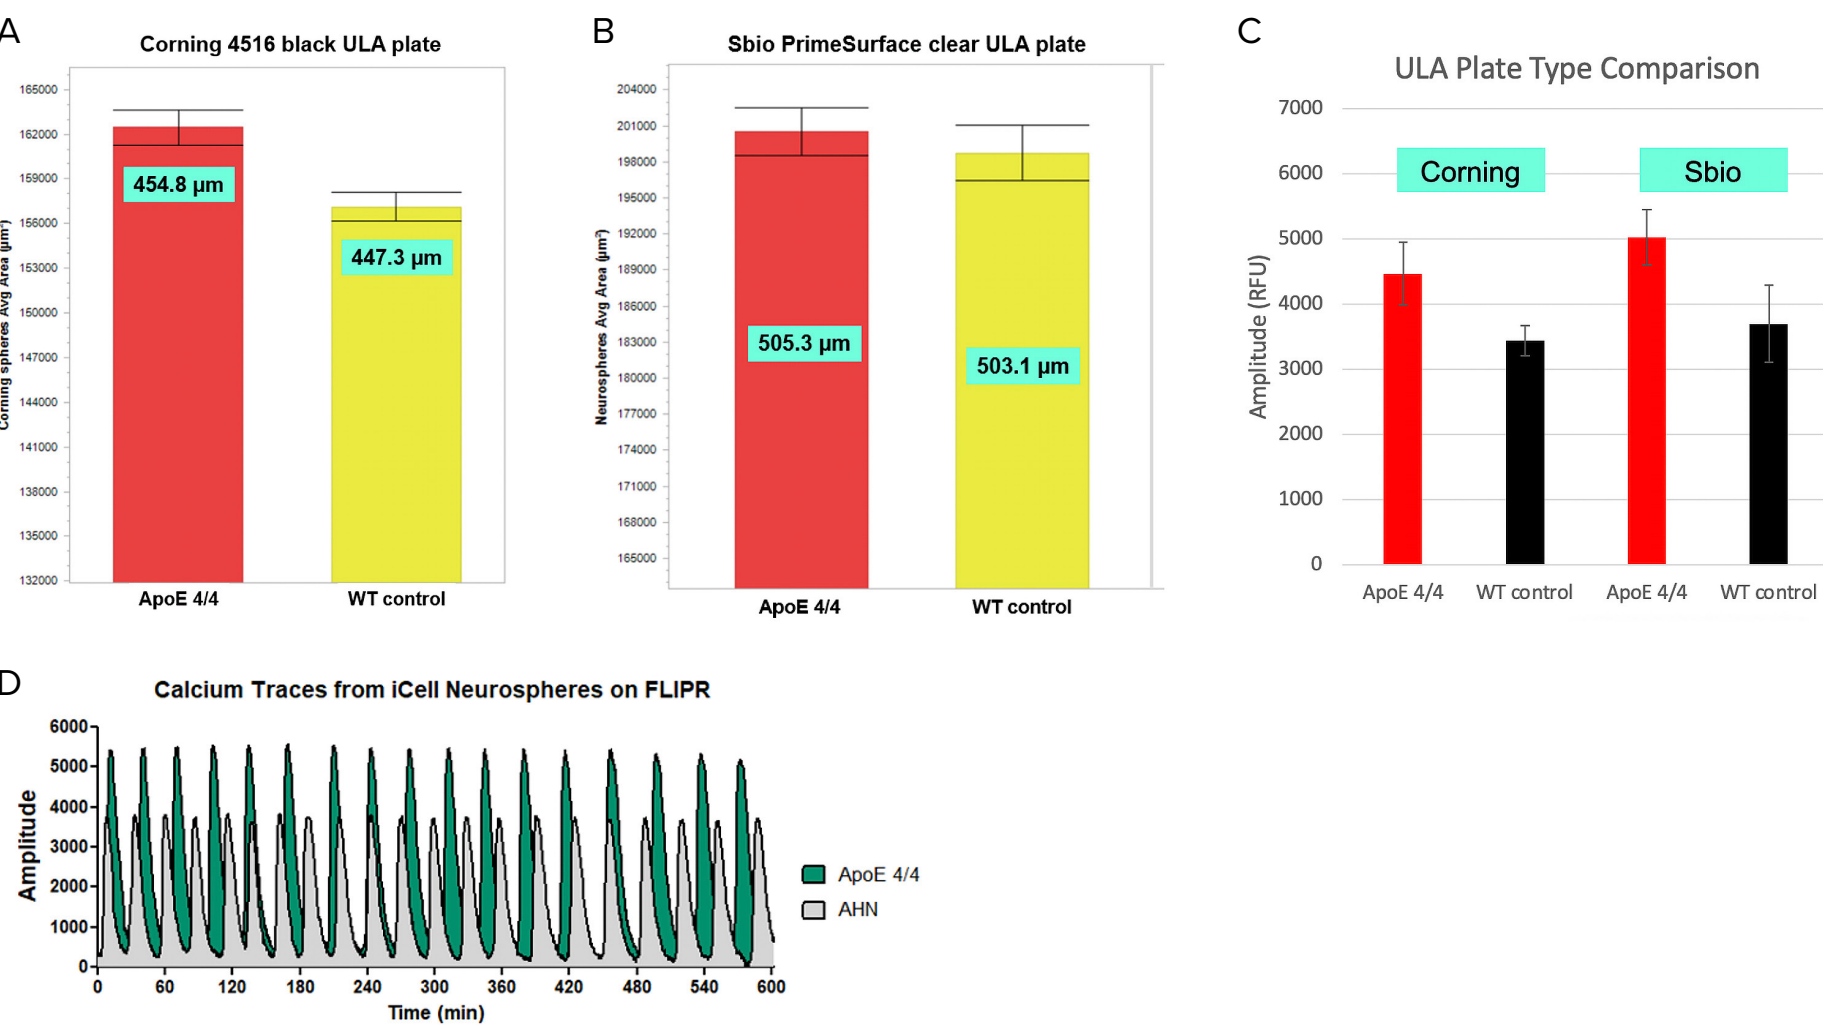 A
Corning 4516 black ULA plate
165000
162000
159000
156000
153000
150000
147000
144000
141000
138000
135000
132000
Corning spheres Avg Area (µm²)
454.8 µm
447.3 µm
ApoE 4/4
WT control
B
Sbio PrimeSurface clear ULA plate
204000
201000
198000
195000
192000
189000
186000
183000
180000
177000
174000
171000
168000
165000
Neurospheres Avg Area (µm²)
505.3 µm
503.1 µm
ApoE 4/4
WT control
C
ULA Plate Type Comparison
7000
6000
5000
4000
3000
2000
1000
0
Amplitude (RFU)
Corning
Sbio
ApoE 4/4
WT control
ApoE 4/4
WT control
D
Calcium Traces from iCell Neurospheres on FLIPR
6000
5000
4000
3000
2000
1000
0
Amplitude
0 60 120 180 240 300 360 420 480 540 600
Time (min)
ApoE 4/4
AHN